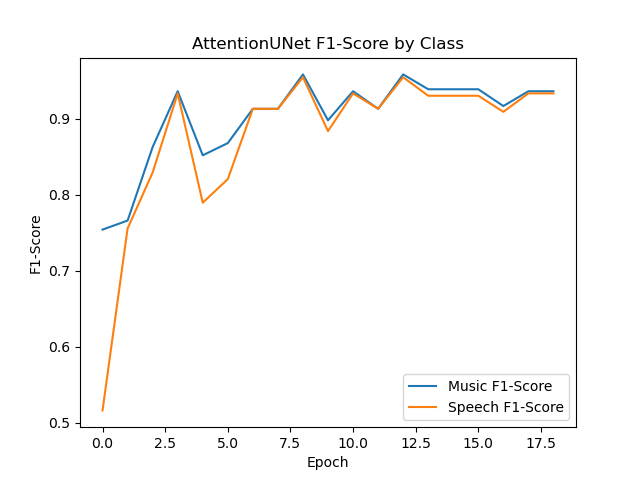 AttentionUNet F1-Score by Class
F1-Score
0.9
0.8
0.7
0.6
0.5
Music F1-Score
Speech F1-Score
0.0 2.5 5.0 7.5 10.0 12.5 15.0 17.5
Epoch